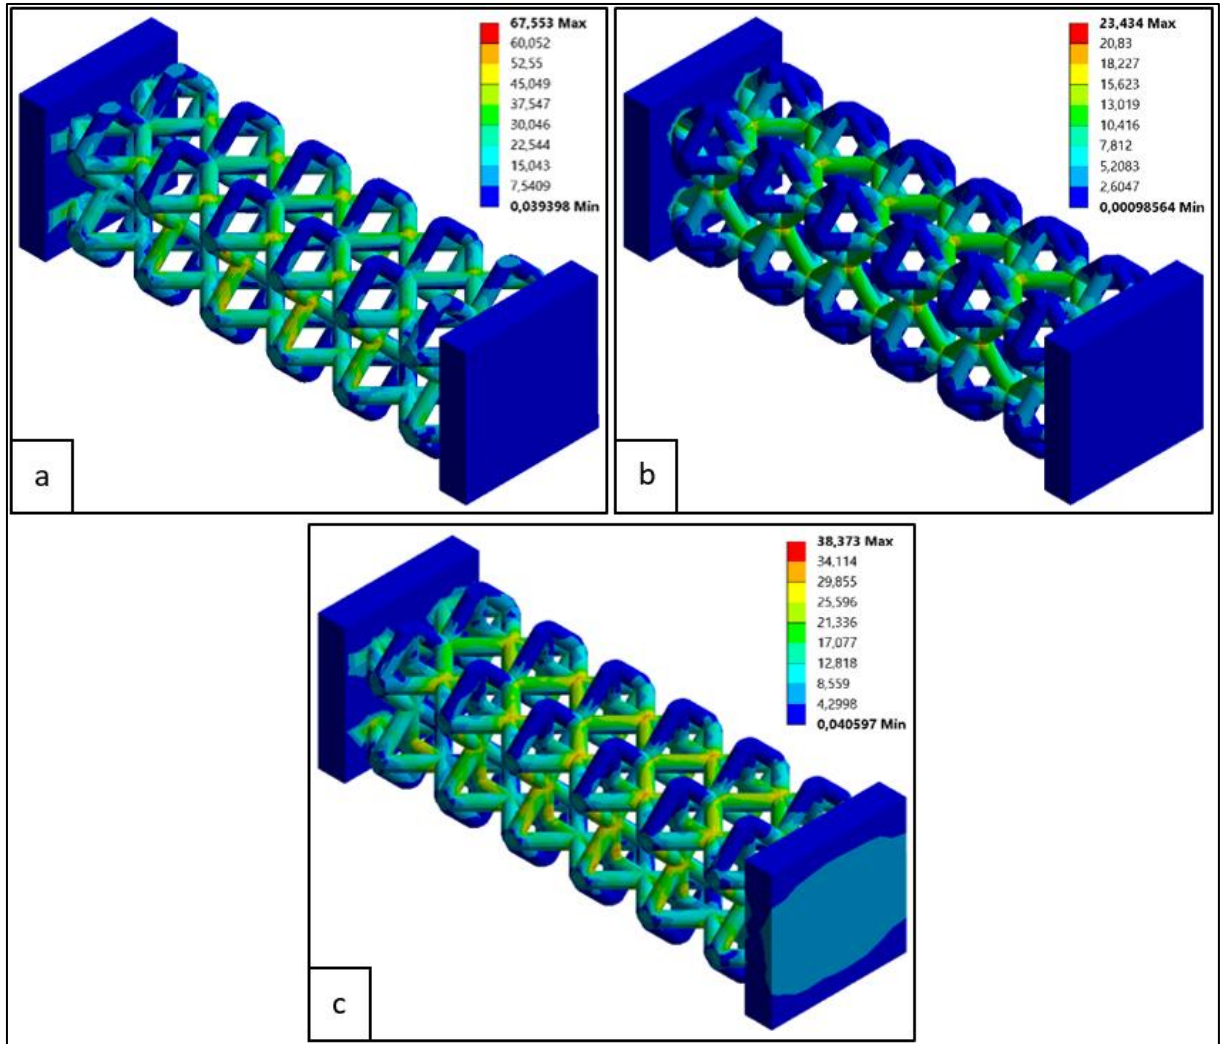 67,553 Max
60,052
52,55
45,049
37,547
30,046
22,544
15,043
7,5409
0,039398 Min
a
23,434 Max
20,83
18,227
15,623
13,019
10,416
7,812
5,2083
2,6047
0,00098564 Min
b
38,373 Max
34,114
29,855
25,596
21,336
17,077
12,818
8,559
4,2998
0,040597 Min
c